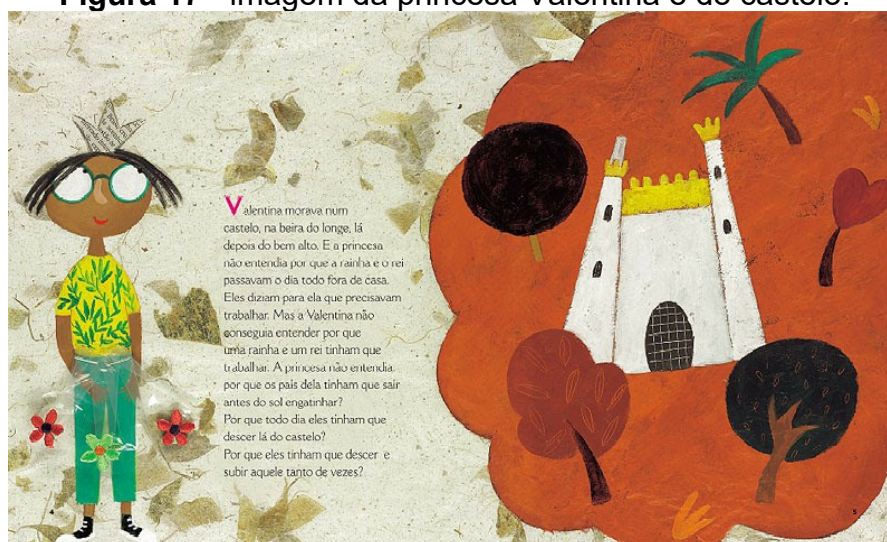 Figura 17 - Imagem da princesa Valentina e do castelo.
Valentina morava num
castelo, na beira do longe, lá
depois do bem alto. E a princesa
não entendia por que a rainha e o rei
passavam o dia todo fora de casa.
Eles diziam para ela que precisavam
trabalhar. Mas a Valentina não
conseguia entender por que
uma rainha e um rei tinham que
trabalhar. A princesa não entendia
por que os pais dela tinham que sair
antes do sol engatinhar?
Por que todo dia eles tinham que
descer lá do castelo?
Por que eles tinham que descer e
subir aquele tanto de vezes?
4
5